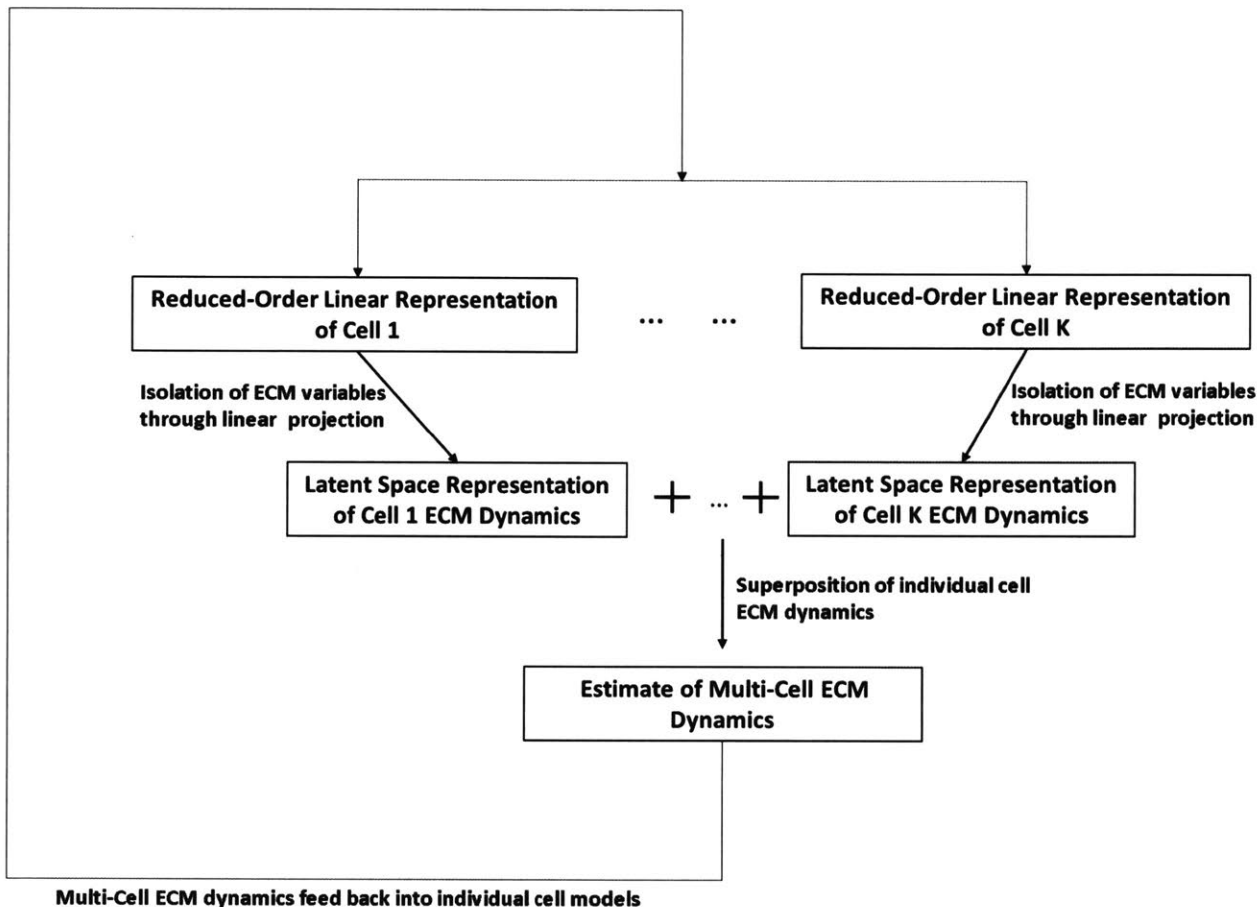 Reduced-Order Linear Representation
of Cell 1
... ...
Reduced-Order Linear Representation
of Cell K
Isolation of ECM variables
through linear projection
Isolation of ECM variables
through linear projection
Latent Space Representation
of Cell 1 ECM Dynamics
+ ... +
Latent Space Representation
of Cell K ECM Dynamics
Superposition of individual cell
ECM dynamics
Estimate of Multi-Cell ECM
Dynamics
Multi-Cell ECM dynamics feed back into individual cell models